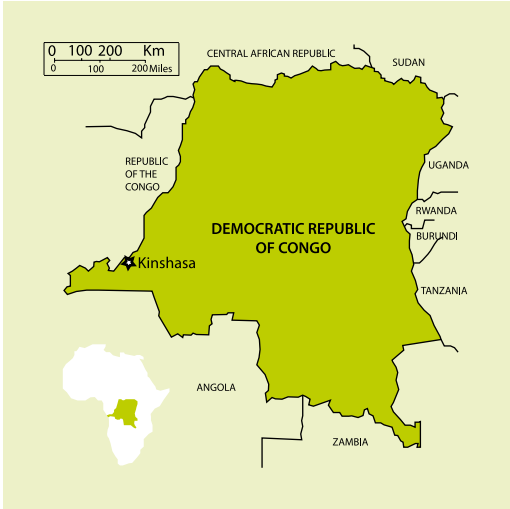 0 100 200 Km
0 100 200 Miles
CENTRAL AFRICAN REPUBLIC
SUDAN
REPUBLIC
OF THE
CONGO
UGANDA
RWANDA
DEMOCRATIC REPUBLIC
OF CONGO
BURUNDI
Kinshasa
TANZANIA
ANGOLA
ZAMBIA